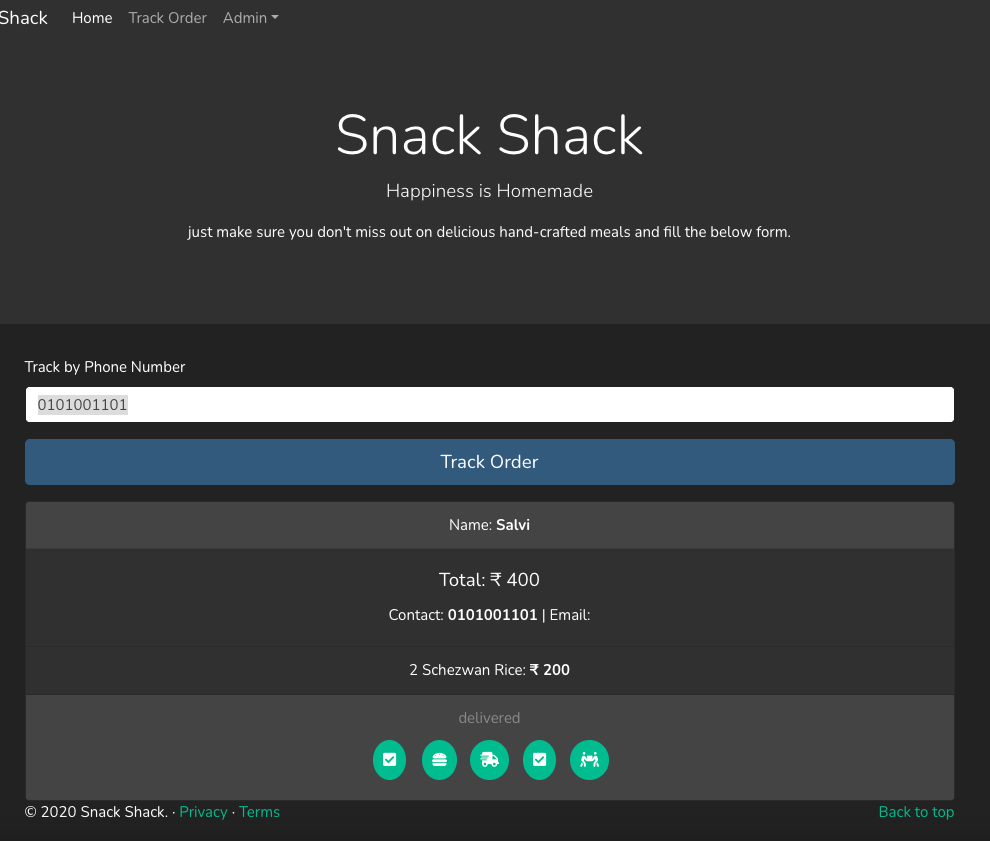 Shack Home Track Order Admin
Snack Shack
Happiness is Homemade
just make sure you don't miss out on delicious hand-crafted meals and fill the below form.
Track by Phone Number
0101001101
Track Order
Name: Salvi
Total: ₹ 400
Contact: 0101001101 | Email:
2 Schezwan Rice: ₹ 200
delivered
© 2020 Snack Shack. · Privacy · Terms Back to top